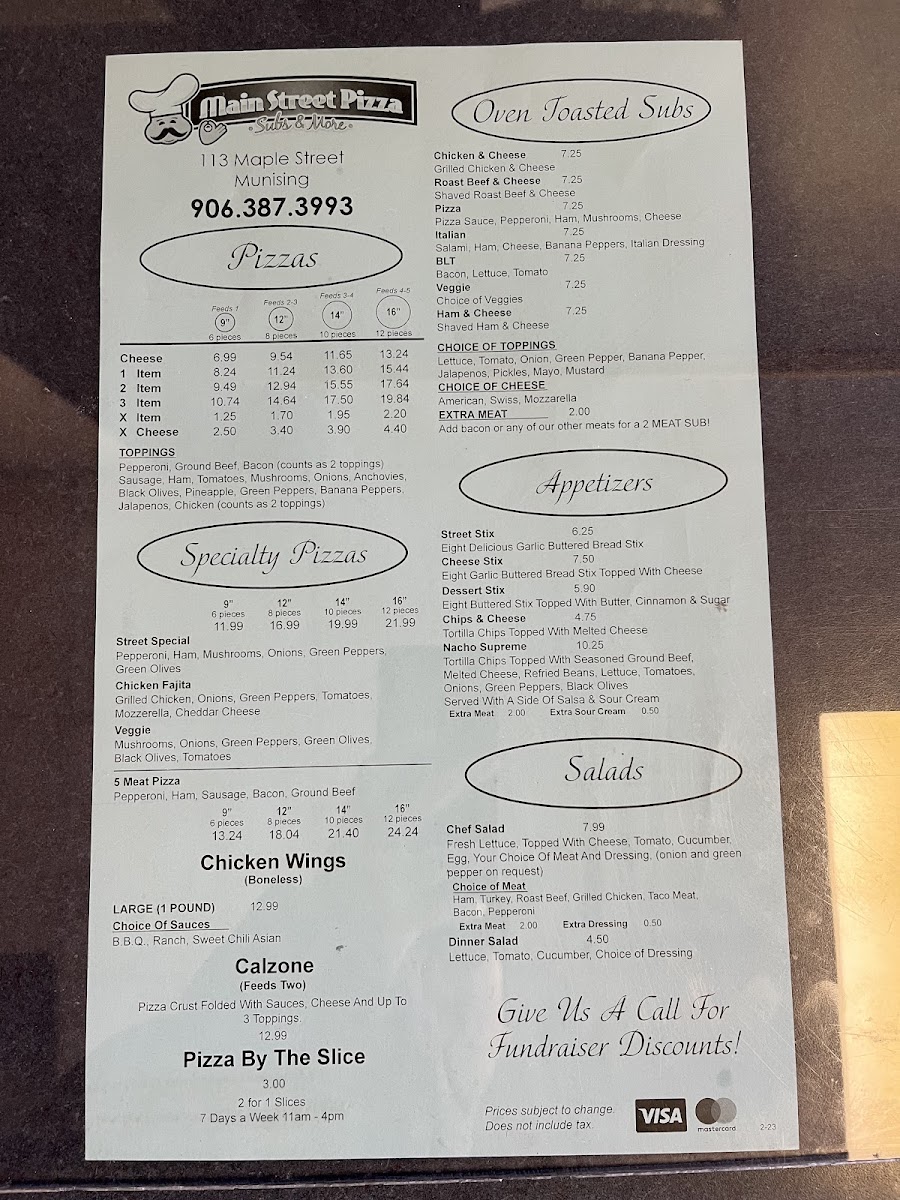 Main Street Pizza
• Subs & More •
113 Maple Street
Munising
906.387.3993
Pizzas
Feeds 1 Feeds 2-3 Feeds 3-4 Feeds 4-5
9" 12" 14" 16"
6 pieces 8 pieces 10 pieces 12 pieces
Cheese 6.99 9.54 11.65 13.24
1 Item 8.24 11.24 13.60 15.44
2 Item 9.49 12.94 15.55 17.64
3 Item 10.74 14.64 17.50 19.84
X Item 1.25 1.70 1.95 2.20
X Cheese 2.50 3.40 3.90 4.40
TOPPINGS
Pepperoni, Ground Beef, Bacon (counts as 2 toppings)
Sausage, Ham, Tomatoes, Mushrooms, Onions, Anchovies,
Black Olives, Pineapple, Green Peppers, Banana Peppers,
Jalapenos, Chicken (counts as 2 toppings)
Specialty Pizzas
9" 12" 14" 16"
6 pieces 8 pieces 10 pieces 12 pieces
11.99 16.99 19.99 21.99
Street Special
Pepperoni, Ham, Mushrooms, Onions, Green Peppers,
Green Olives
Chicken Fajita
Grilled Chicken, Onions, Green Peppers, Tomatoes,
Mozzerella, Cheddar Cheese
Veggie
Mushrooms, Onions, Green Peppers, Green Olives,
Black Olives, Tomatoes
5 Meat Pizza
Pepperoni, Ham, Sausage, Bacon, Ground Beef
9" 12" 14" 16"
6 pieces 8 pieces 10 pieces 12 pieces
13.24 18.04 21.40 24.24
Chicken Wings
(Boneless)
LARGE (1 POUND) 12.99
Choice Of Sauces
B.B.Q., Ranch, Sweet Chili Asian
Calzone
(Feeds Two)
Pizza Crust Folded With Sauces, Cheese And Up To
3 Toppings.
12.99
Pizza By The Slice
3.00
2 for 1 Slices
7 Days a Week 11am - 4pm
Oven Toasted Subs
Chicken & Cheese 7.25
Grilled Chicken & Cheese
Roast Beef & Cheese 7.25
Shaved Roast Beef & Cheese
Pizza 7.25
Pizza Sauce, Pepperoni, Ham, Mushrooms, Cheese
Italian 7.25
Salami, Ham, Cheese, Banana Peppers, Italian Dressing
BLT 7.25
Bacon, Lettuce, Tomato
Veggie 7.25
Choice of Veggies
Ham & Cheese 7.25
Shaved Ham & Cheese
CHOICE OF TOPPINGS
Lettuce, Tomato, Onion, Green Pepper, Banana Pepper,
Jalapenos, Pickles, Mayo, Mustard
CHOICE OF CHEESE
American, Swiss, Mozzarella
EXTRA MEAT 2.00
Add bacon or any of our other meats for a 2 MEAT SUB!
Appetizers
Street Stix 6.25
Eight Delicious Garlic Buttered Bread Stix
Cheese Stix 7.50
Eight Garlic Buttered Bread Stix Topped With Cheese
Dessert Stix 5.90
Eight Buttered Stix Topped With Butter, Cinnamon & Sugar
Chips & Cheese 4.75
Tortilla Chips Topped With Melted Cheese
Nacho Supreme 10.25
Tortilla Chips Topped With Seasoned Ground Beef,
Melted Cheese, Refried Beans, Lettuce, Tomatoes,
Onions, Green Peppers, Black Olives
Served With A Side Of Salsa & Sour Cream
Extra Meat 2.00 Extra Sour Cream 0.50
Salads
Chef Salad 7.99
Fresh Lettuce, Topped With Cheese, Tomato, Cucumber,
Egg, Your Choice Of Meat And Dressing, (onion and green
pepper on request)
Choice of Meat
Ham, Turkey, Roast Beef, Grilled Chicken, Taco Meat,
Bacon, Pepperoni
Extra Meat 2.00 Extra Dressing 0.50
Dinner Salad 4.50
Lettuce, Tomato, Cucumber, Choice of Dressing
Give Us A Call For
Fundraiser Discounts!
Prices subject to change.
Does not include tax.
VISA
mastercard
2-23